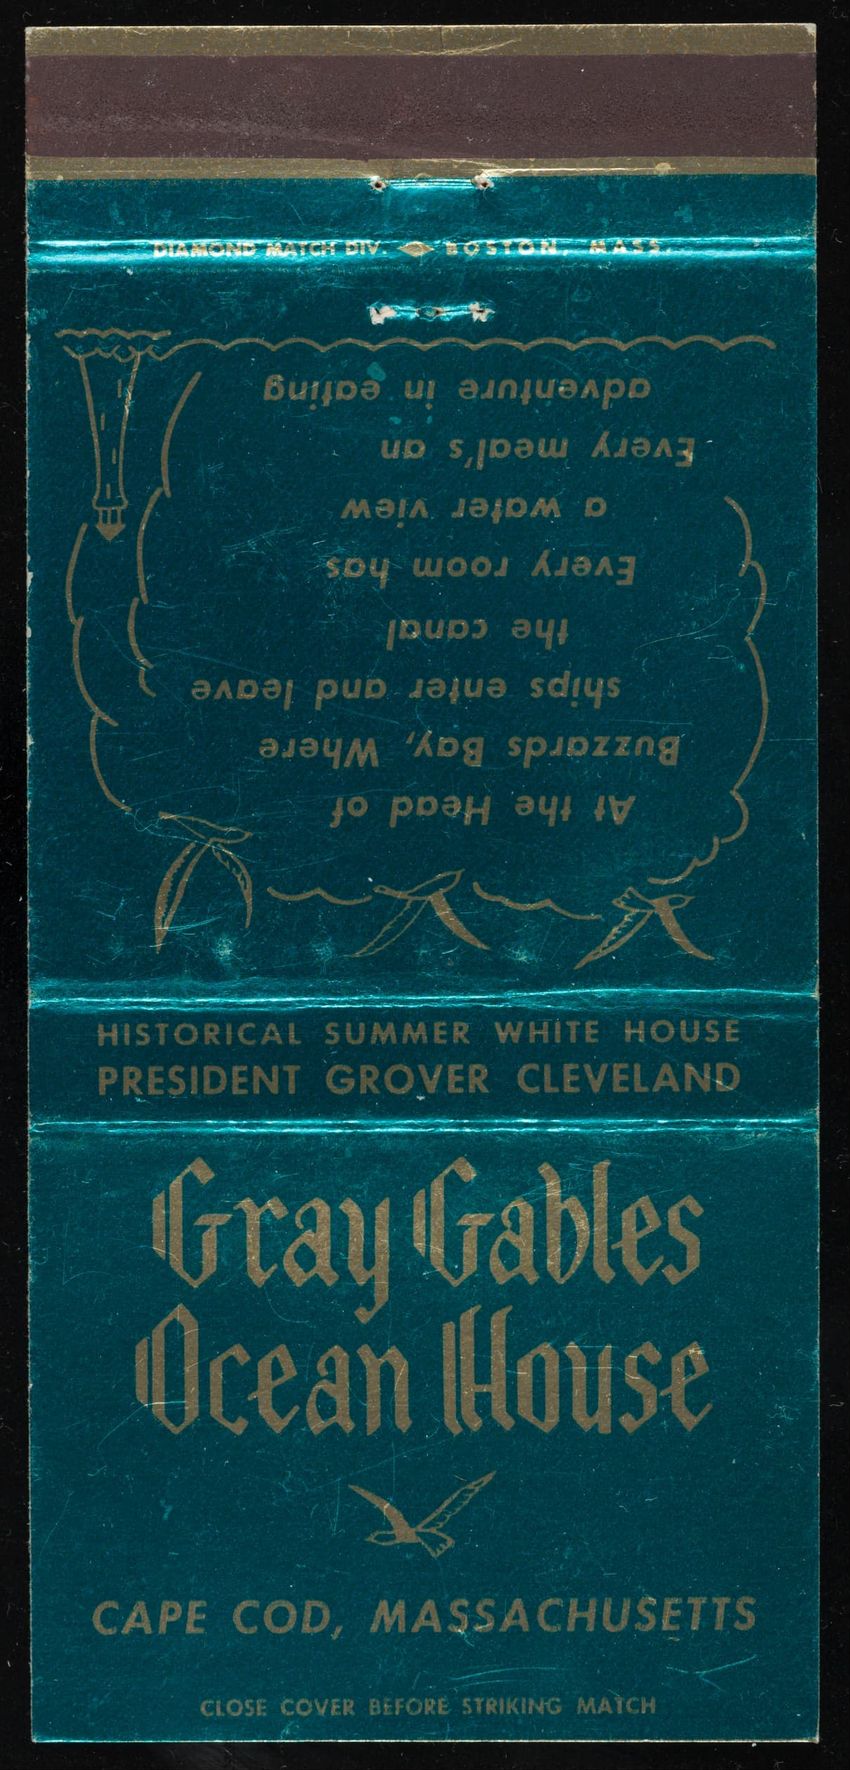 DIAMOND MATCH DIV. BOSTON, MASS.
At the Head of
Buzzards Bay, Where
ships enter and leave
the canal
Every room has
a water view
Every meal's an
adventure in eating
HISTORICAL SUMMER WHITE HOUSE
PRESIDENT GROVER CLEVELAND
Gray Gables
Ocean House
CAPE COD, MASSACHUSETTS
CLOSE COVER BEFORE STRIKING MATCH